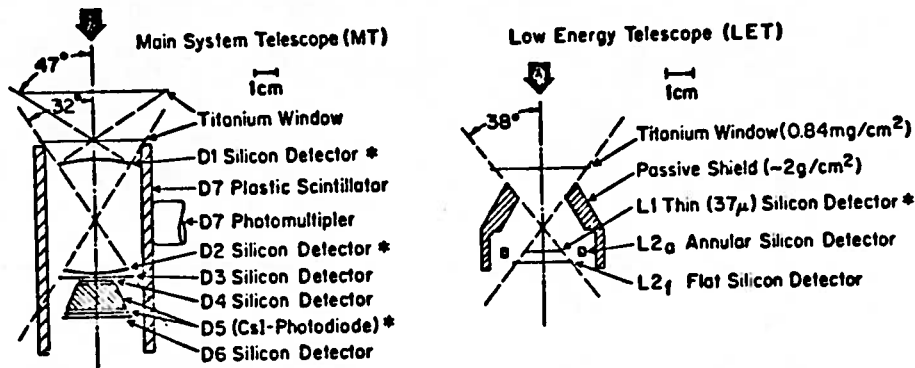 Main System Telescope (MT)
47°
32°
1cm
Titanium Window
D1 Silicon Detector *
D7 Plastic Scintillator
D7 Photomultipler
D2 Silicon Detector *
D3 Silicon Detector
D4 Silicon Detector
D5 (CsI-Photodiode) *
D6 Silicon Detector
Low Energy Telescope (LET)
A
38°
1cm
Titanium Window (0.84mg/cm²)
Passive Shield (~2g/cm²)
L1 Thin (37μ) Silicon Detector *
L2a Annular Silicon Detector
L2f Flat Silicon Detector